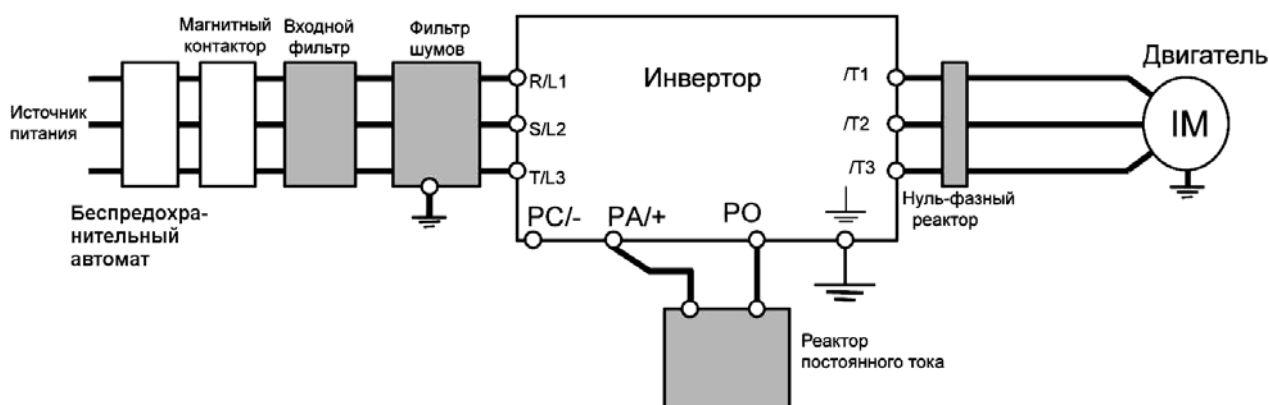 Магнитный
контактор
Входной
фильтр
Фильтр
шумов
Источник
питания
Беспредохра-
нительный
автомат
R/L1
S/L2
T/L3
Инвертор
/T1
/T2
/T3
PC/-
PA/+
PO
Нуль-фазный
реактор
Двигатель
IM
Реактор
постоянного тока